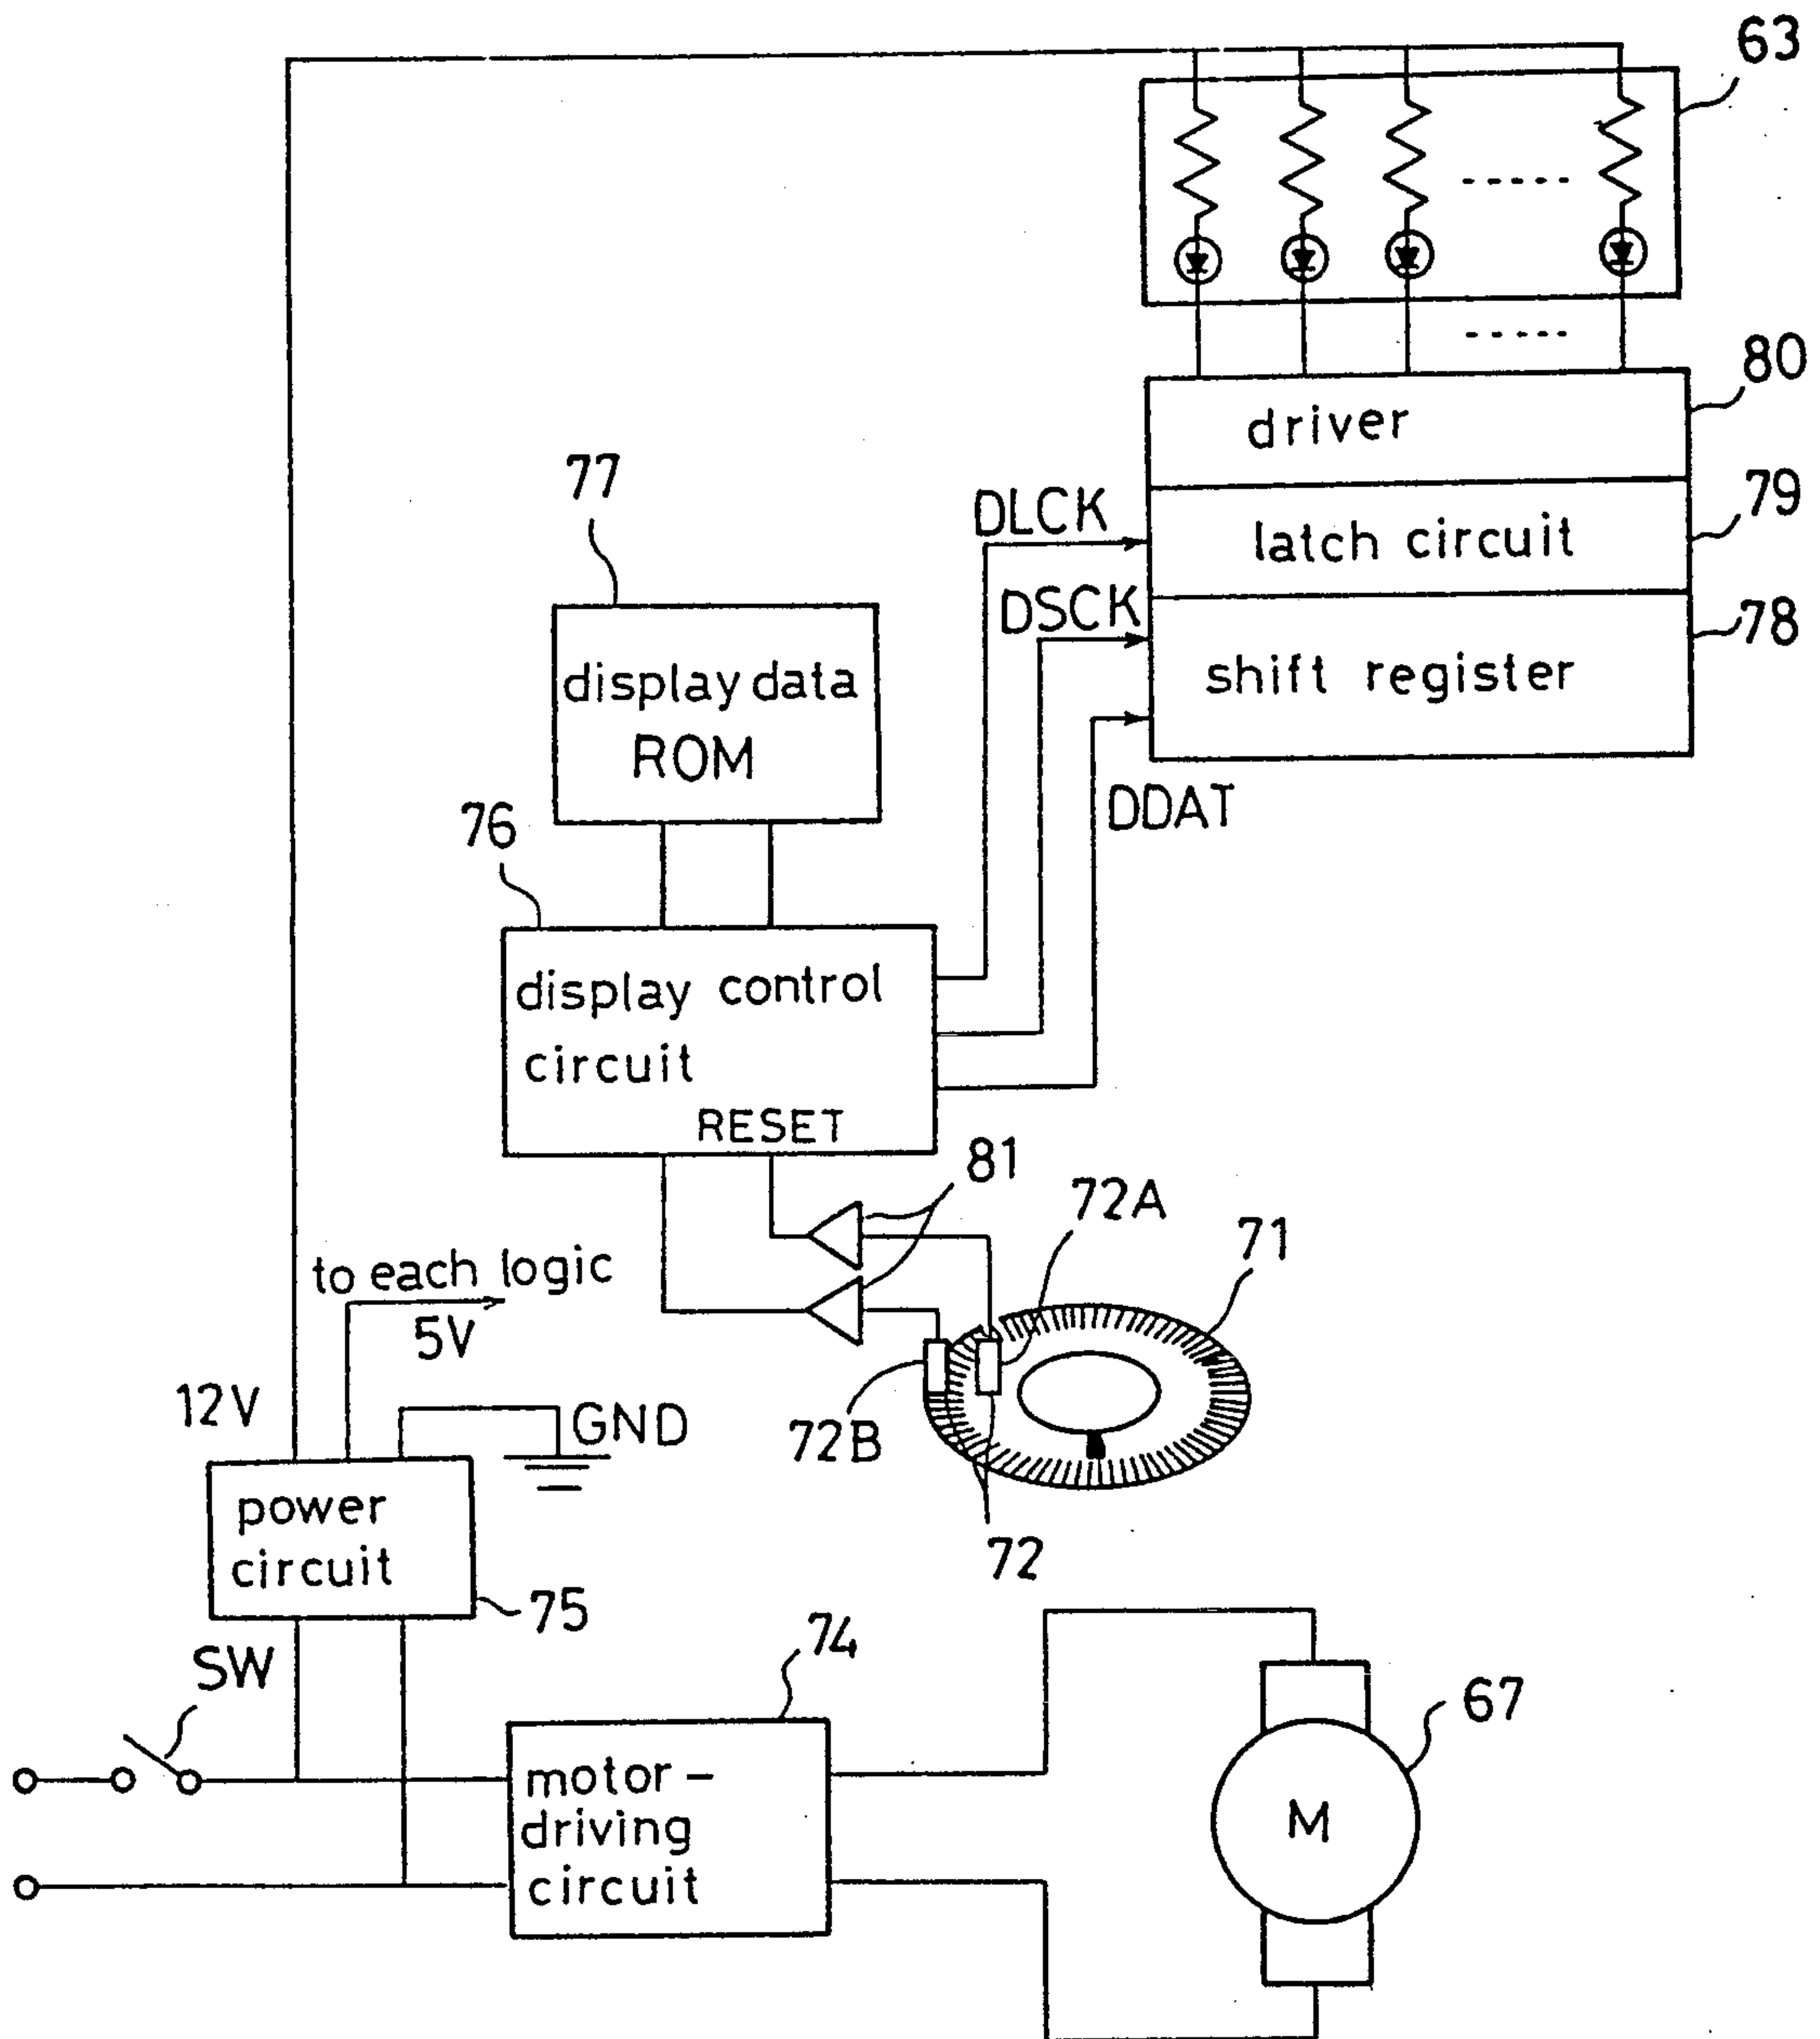 63
80
driver
79
DLCK
latch circuit
77
DSCK
78
shift register
display data
ROM
DDAT
76
display control
circuit
RESET
81
72A
71
to each logic
5V
12V
GND
72B
power
circuit
72
75
SW
74
67
motor-
driving
circuit
M